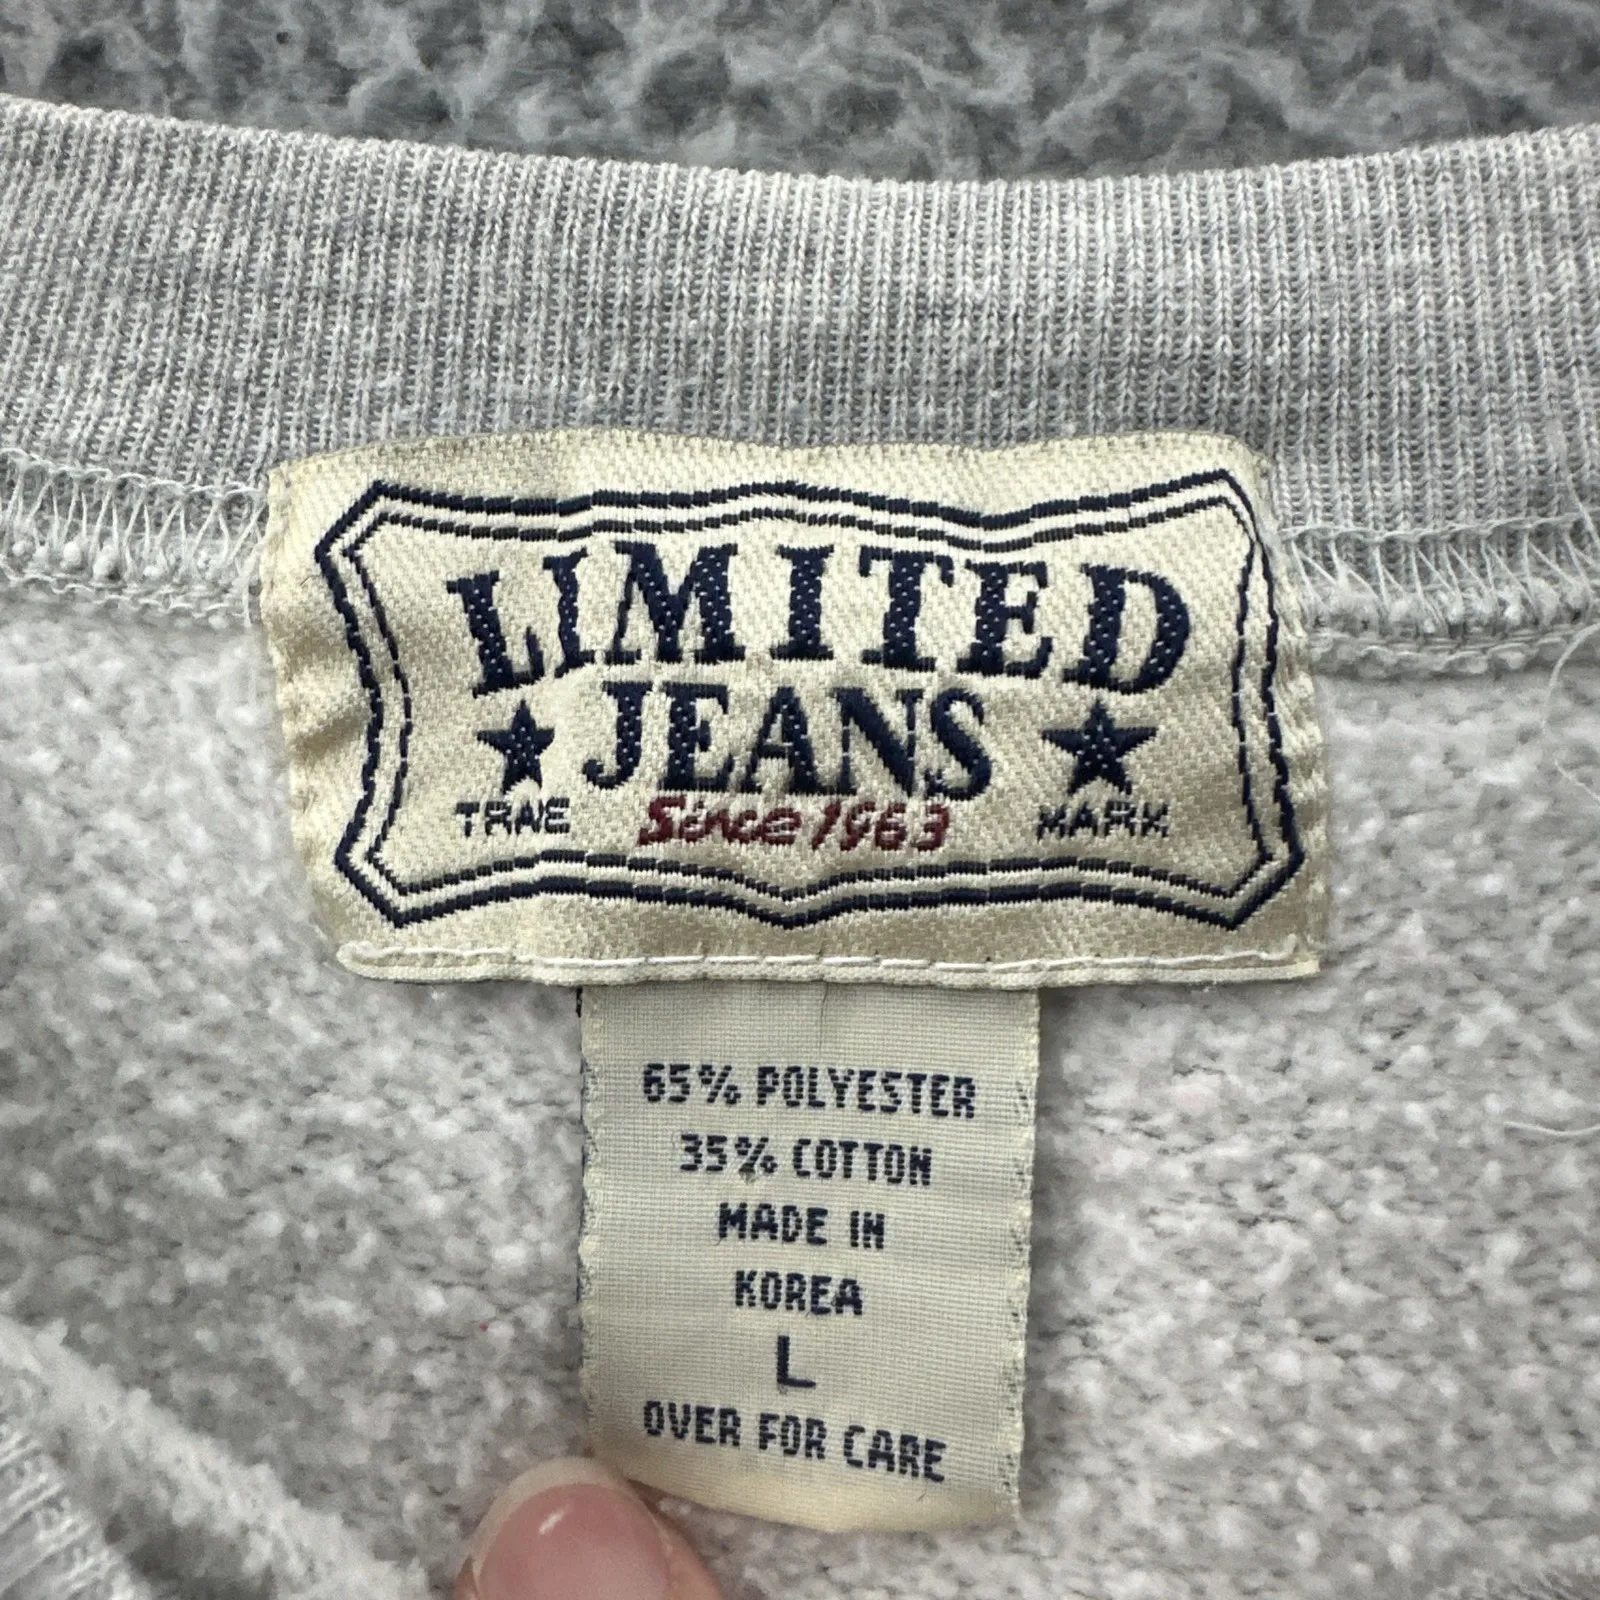 LIMITED
JEANS
TRADE Since 1963 MARK
65% POLYESTER
35% COTTON
MADE IN
KOREA
L
OVER FOR CARE